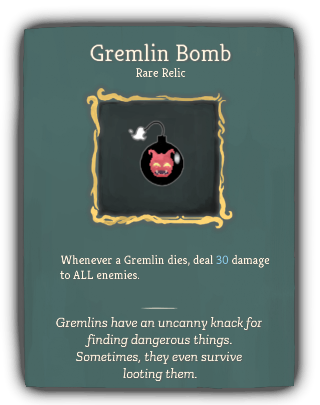 Gremlin Bomb
Rare Relic
Whenever a Gremlin dies, deal 30 damage
to ALL enemies.
Gremlins have an uncanny knack for
finding dangerous things.
Sometimes, they even survive
looting them.